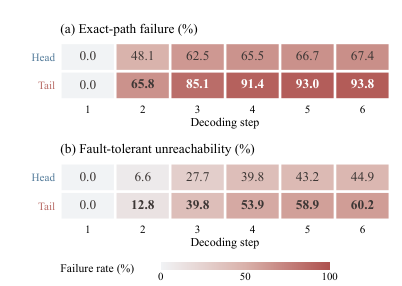 (a) Exact-path failure (%)
Head 0.0 48.1 62.5 65.5 66.7 67.4
Tail 0.0 65.8 85.1 91.4 93.0 93.8
1 2 3 4 5 6
Decoding step
(b) Fault-tolerant unreachability (%)
Head 0.0 6.6 27.7 39.8 43.2 44.9
Tail 0.0 12.8 39.8 53.9 58.9 60.2
1 2 3 4 5 6
Decoding step
Failure rate (%)
0 50 100